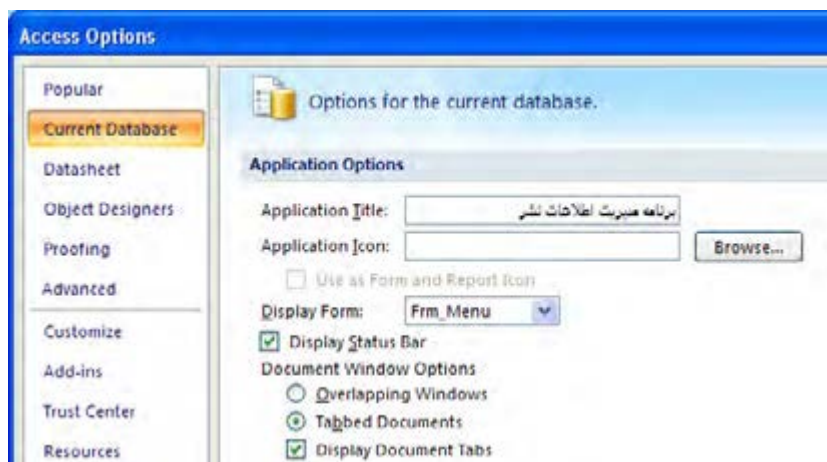 Access Options
Popular
Current Database
Datasheet
Object Designers
Proofing
Advanced
Customize
Add-ins
Trust Center
Resources
Options for the current database.
Application Options
Application Title: برنامه مدیریت اطلاعات نشر
Application Icon: Browse...
Use as Form and Report Icon
Display Form: Frm_Menu
Display Status Bar
Document Window Options
Overlapping Windows
Tabbed Documents
Display Document Tabs